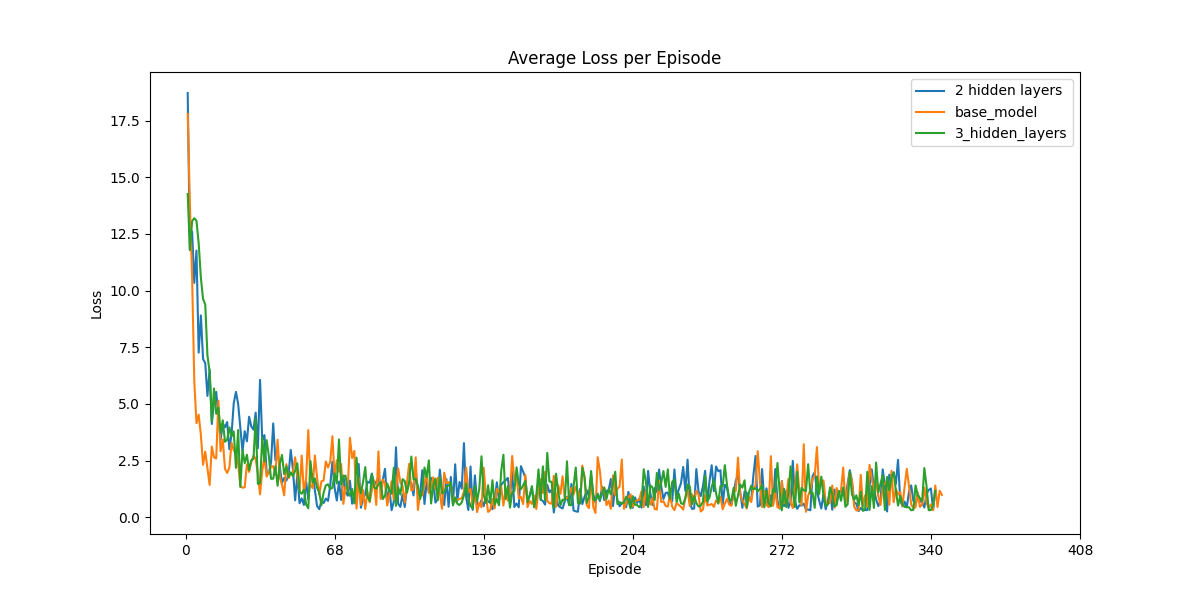 Average Loss per Episode
2 hidden layers
base_model
3_hidden_layers
17.5
15.0
12.5
10.0
7.5
5.0
2.5
0.0
Loss
0 68 136 204 272 340 408
Episode